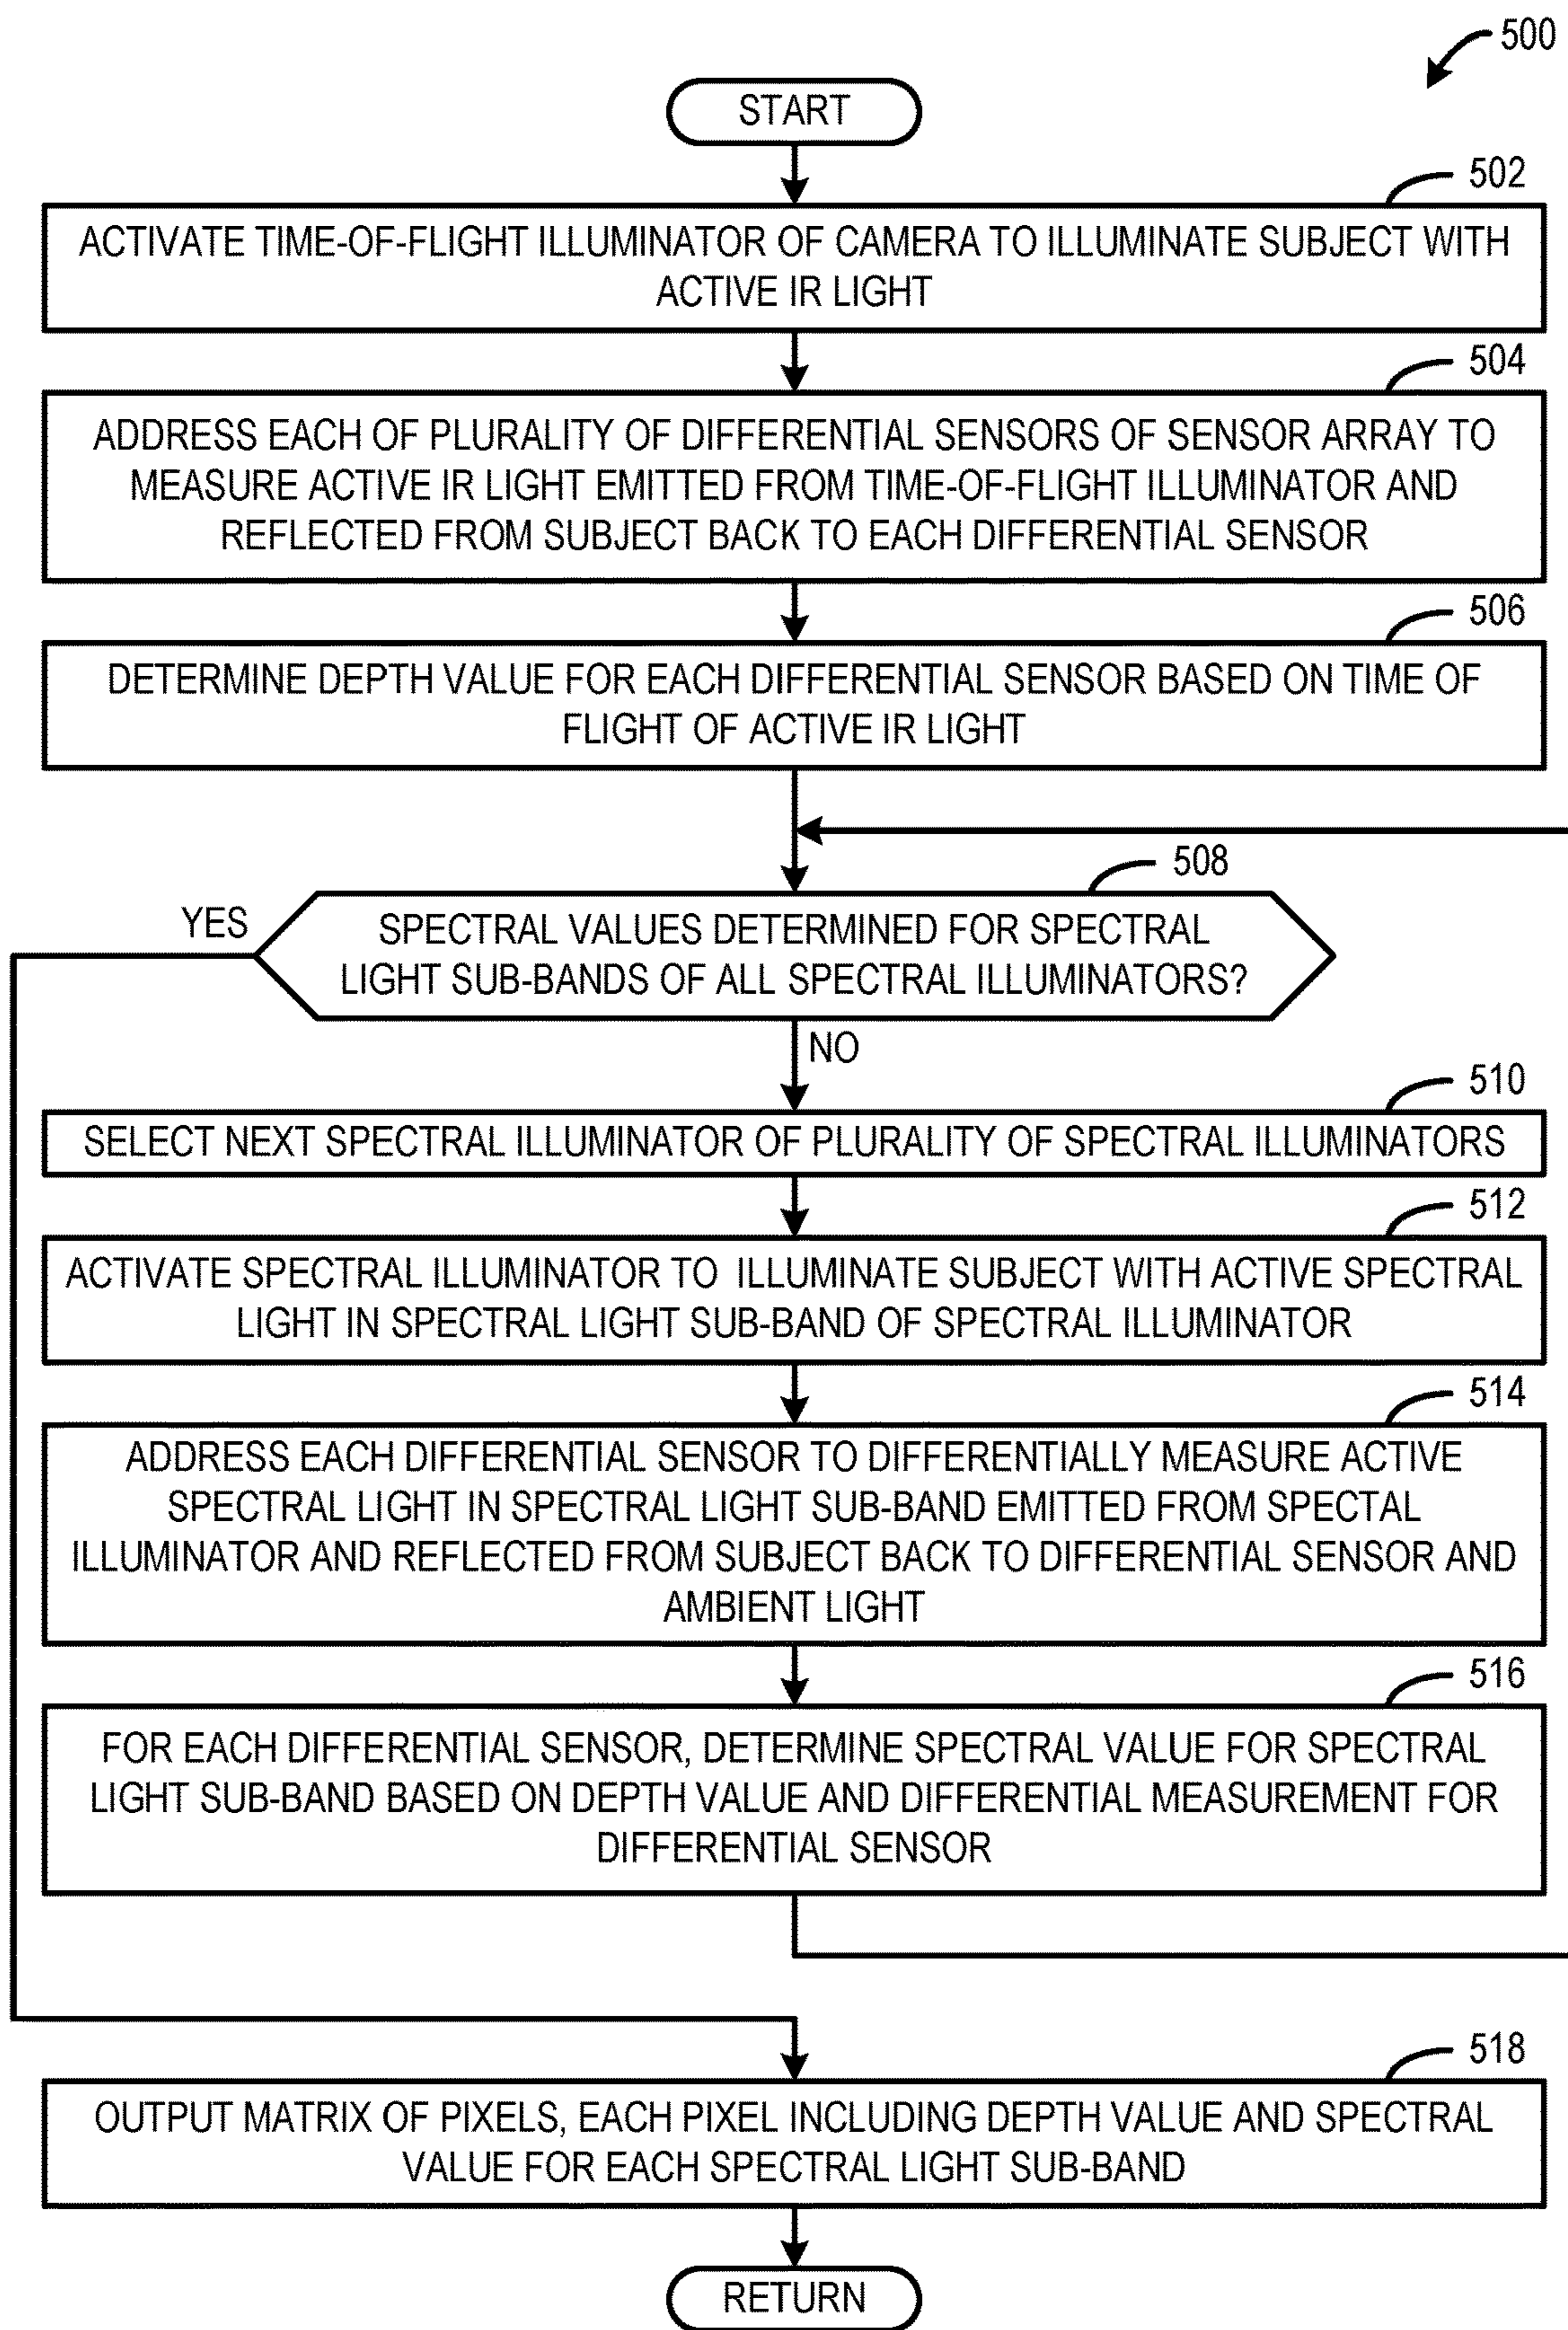 500
START
502
ACTIVATE TIME-OF-FLIGHT ILLUMINATOR OF CAMERA TO ILLUMINATE SUBJECT WITH
ACTIVE IR LIGHT
504
ADDRESS EACH OF PLURALITY OF DIFFERENTIAL SENSORS OF SENSOR ARRAY TO
MEASURE ACTIVE IR LIGHT EMITTED FROM TIME-OF-FLIGHT ILLUMINATOR AND
REFLECTED FROM SUBJECT BACK TO EACH DIFFERENTIAL SENSOR
506
DETERMINE DEPTH VALUE FOR EACH DIFFERENTIAL SENSOR BASED ON TIME OF
FLIGHT OF ACTIVE IR LIGHT
508
YES
SPECTRAL VALUES DETERMINED FOR SPECTRAL
LIGHT SUB-BANDS OF ALL SPECTRAL ILLUMINATORS?
NO
510
SELECT NEXT SPECTRAL ILLUMINATOR OF PLURALITY OF SPECTRAL ILLUMINATORS
512
ACTIVATE SPECTRAL ILLUMINATOR TO ILLUMINATE SUBJECT WITH ACTIVE SPECTRAL
LIGHT IN SPECTRAL LIGHT SUB-BAND OF SPECTRAL ILLUMINATOR
514
ADDRESS EACH DIFFERENTIAL SENSOR TO DIFFERENTIALLY MEASURE ACTIVE
SPECTRAL LIGHT IN SPECTRAL LIGHT SUB-BAND EMITTED FROM SPECTAL
ILLUMINATOR AND REFLECTED FROM SUBJECT BACK TO DIFFERENTIAL SENSOR AND
AMBIENT LIGHT
516
FOR EACH DIFFERENTIAL SENSOR, DETERMINE SPECTRAL VALUE FOR SPECTRAL
LIGHT SUB-BAND BASED ON DEPTH VALUE AND DIFFERENTIAL MEASUREMENT FOR
DIFFERENTIAL SENSOR
518
OUTPUT MATRIX OF PIXELS, EACH PIXEL INCLUDING DEPTH VALUE AND SPECTRAL
VALUE FOR EACH SPECTRAL LIGHT SUB-BAND
RETURN